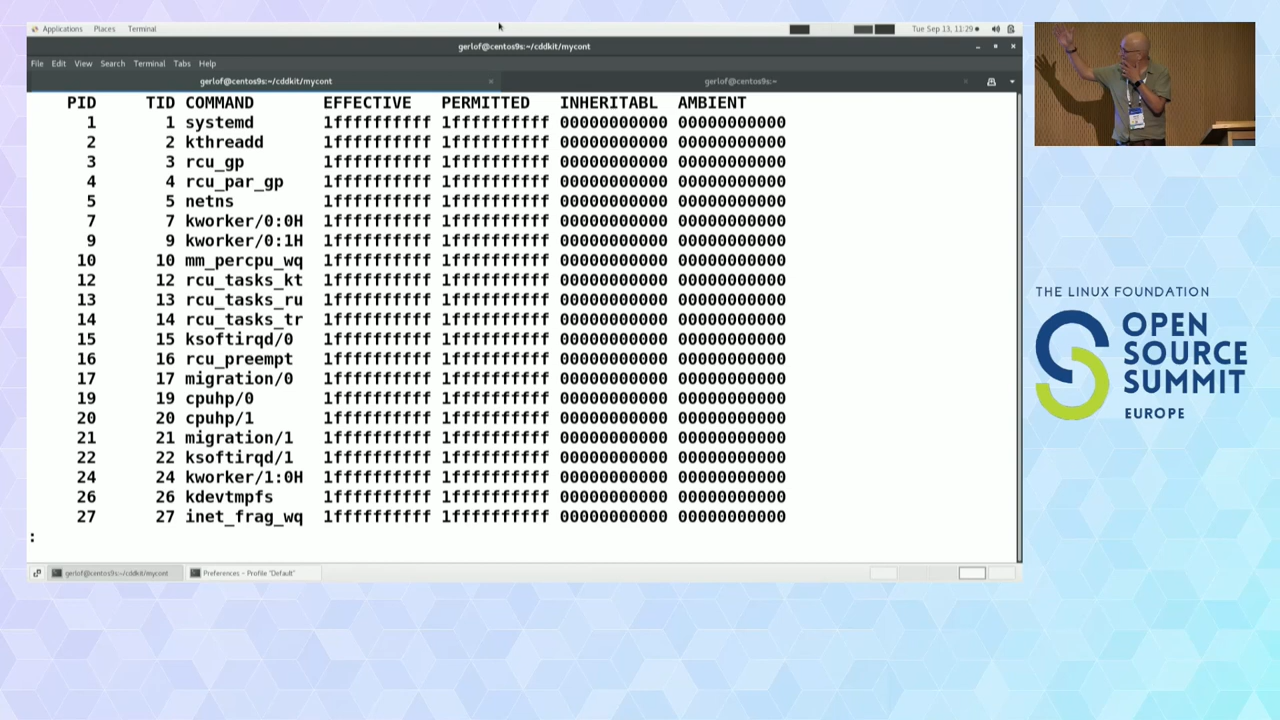 Applications Places Terminal Tue Sep 13, 11:29
gerlof@centos9s:~/cddkit/mycont
File Edit View Search Terminal Tabs Help
gerlof@centos9s:~/cddkit/mycont gerlof@centos9s:~
PID TID COMMAND EFFECTIVE PERMITTED INHERITABL AMBIENT
1 1 systemd 1ffffffffff 1ffffffffff 00000000000 00000000000
2 2 kthreadd 1ffffffffff 1ffffffffff 00000000000 00000000000
3 3 rcu_gp 1ffffffffff 1ffffffffff 00000000000 00000000000
4 4 rcu_par_gp 1ffffffffff 1ffffffffff 00000000000 00000000000
5 5 netns 1ffffffffff 1ffffffffff 00000000000 00000000000
7 7 kworker/0:0H 1ffffffffff 1ffffffffff 00000000000 00000000000
9 9 kworker/0:1H 1ffffffffff 1ffffffffff 00000000000 00000000000
10 10 mm_percpu_wq 1ffffffffff 1ffffffffff 00000000000 00000000000
12 12 rcu_tasks_kt 1ffffffffff 1ffffffffff 00000000000 00000000000
13 13 rcu_tasks_ru 1ffffffffff 1ffffffffff 00000000000 00000000000
14 14 rcu_tasks_tr 1ffffffffff 1ffffffffff 00000000000 00000000000
15 15 ksoftirqd/0 1ffffffffff 1ffffffffff 00000000000 00000000000
16 16 rcu_preempt 1ffffffffff 1ffffffffff 00000000000 00000000000
17 17 migration/0 1ffffffffff 1ffffffffff 00000000000 00000000000
19 19 cpuhp/0 1ffffffffff 1ffffffffff 00000000000 00000000000
20 20 cpuhp/1 1ffffffffff 1ffffffffff 00000000000 00000000000
21 21 migration/1 1ffffffffff 1ffffffffff 00000000000 00000000000
22 22 ksoftirqd/1 1ffffffffff 1ffffffffff 00000000000 00000000000
24 24 kworker/1:0H 1ffffffffff 1ffffffffff 00000000000 00000000000
26 26 kdevtmpfs 1ffffffffff 1ffffffffff 00000000000 00000000000
27 27 inet_frag_wq 1ffffffffff 1ffffffffff 00000000000 00000000000
:
gerlof@centos9s:~/cddkit/mycont Preferences – Profile "Default"
THE LINUX FOUNDATION
OPEN
SOURCE
SUMMIT
EUROPE